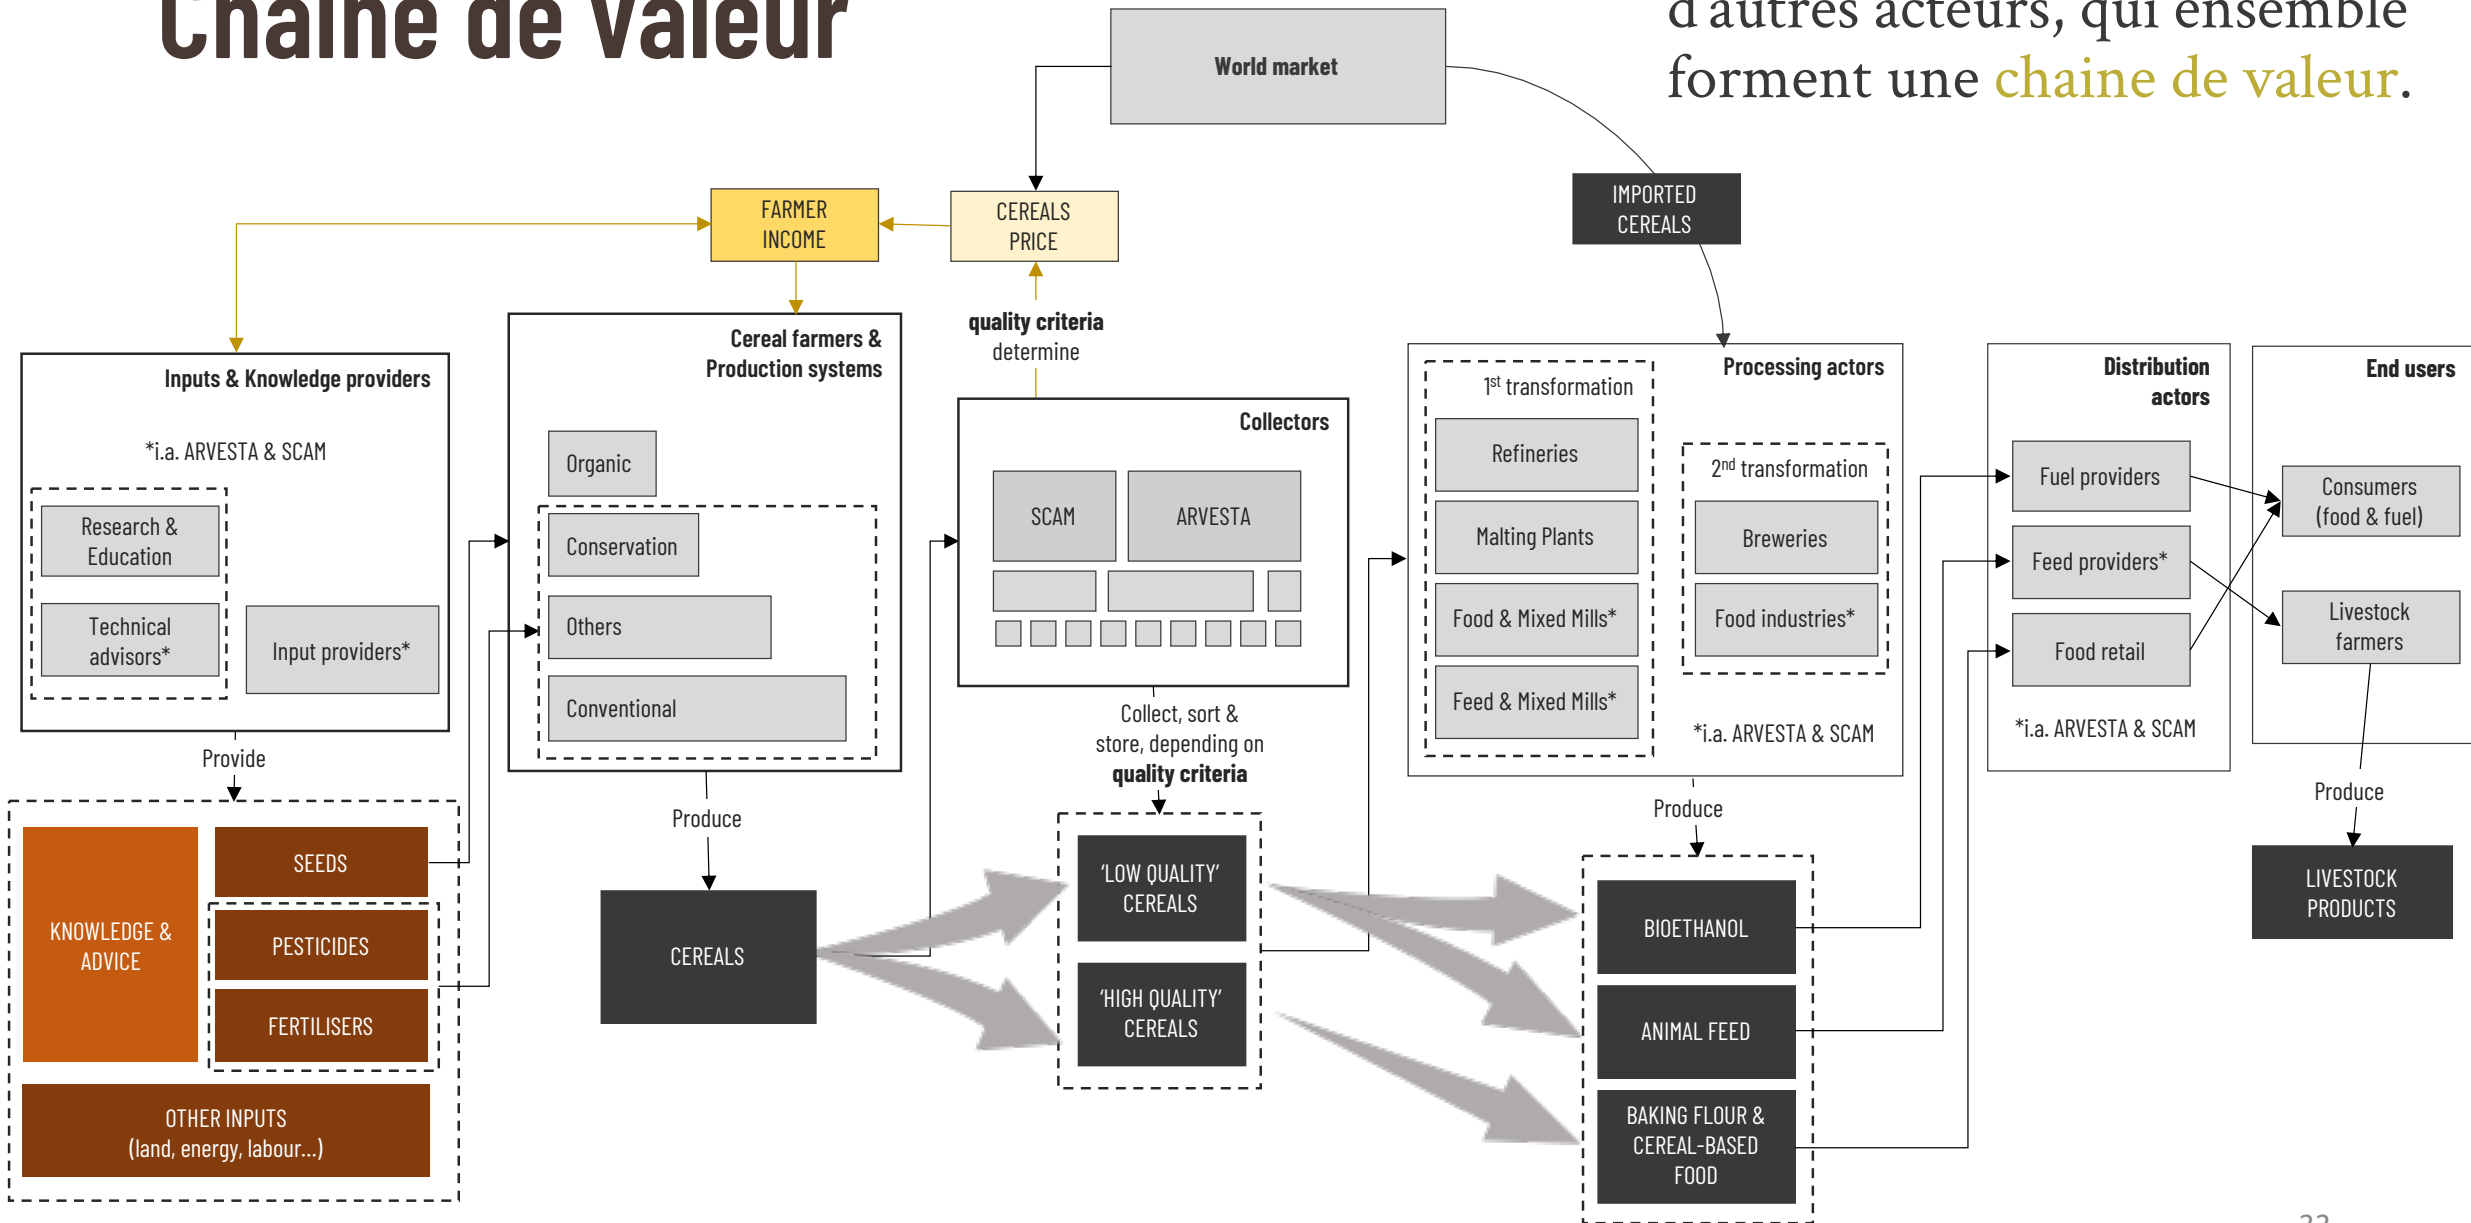 Chaine de valeur
d'autres acteurs, qui ensemble
forment une chaine de valeur.
World market
IMPORTED
CEREALS
FARMER
INCOME
CEREALS
PRICE
quality criteria
determine
Inputs & Knowledge providers
*i.a. ARVESTA & SCAM
Research &
Education
Technical
advisors*
Input providers*
Provide
KNOWLEDGE &
ADVICE
SEEDS
PESTICIDES
FERTILISERS
OTHER INPUTS
(land, energy, labour...)
Cereal farmers &
Production systems
Organic
Conservation
Others
Conventional
Produce
CEREALS
Collectors
SCAM
ARVESTA
Collect, sort &
store, depending on
quality criteria
'LOW QUALITY'
CEREALS
'HIGH QUALITY'
CEREALS
Processing actors
1st transformation
Refineries
Malting Plants
Food & Mixed Mills*
Feed & Mixed Mills*
2nd transformation
Breweries
Food industries*
*i.a. ARVESTA & SCAM
Produce
BIOETHANOL
ANIMAL FEED
BAKING FLOUR &
CEREAL-BASED
FOOD
Distribution
actors
Fuel providers
Feed providers*
Food retail
*i.a. ARVESTA & SCAM
End users
Consumers
(food & fuel)
Livestock
farmers
Produce
LIVESTOCK
PRODUCTS